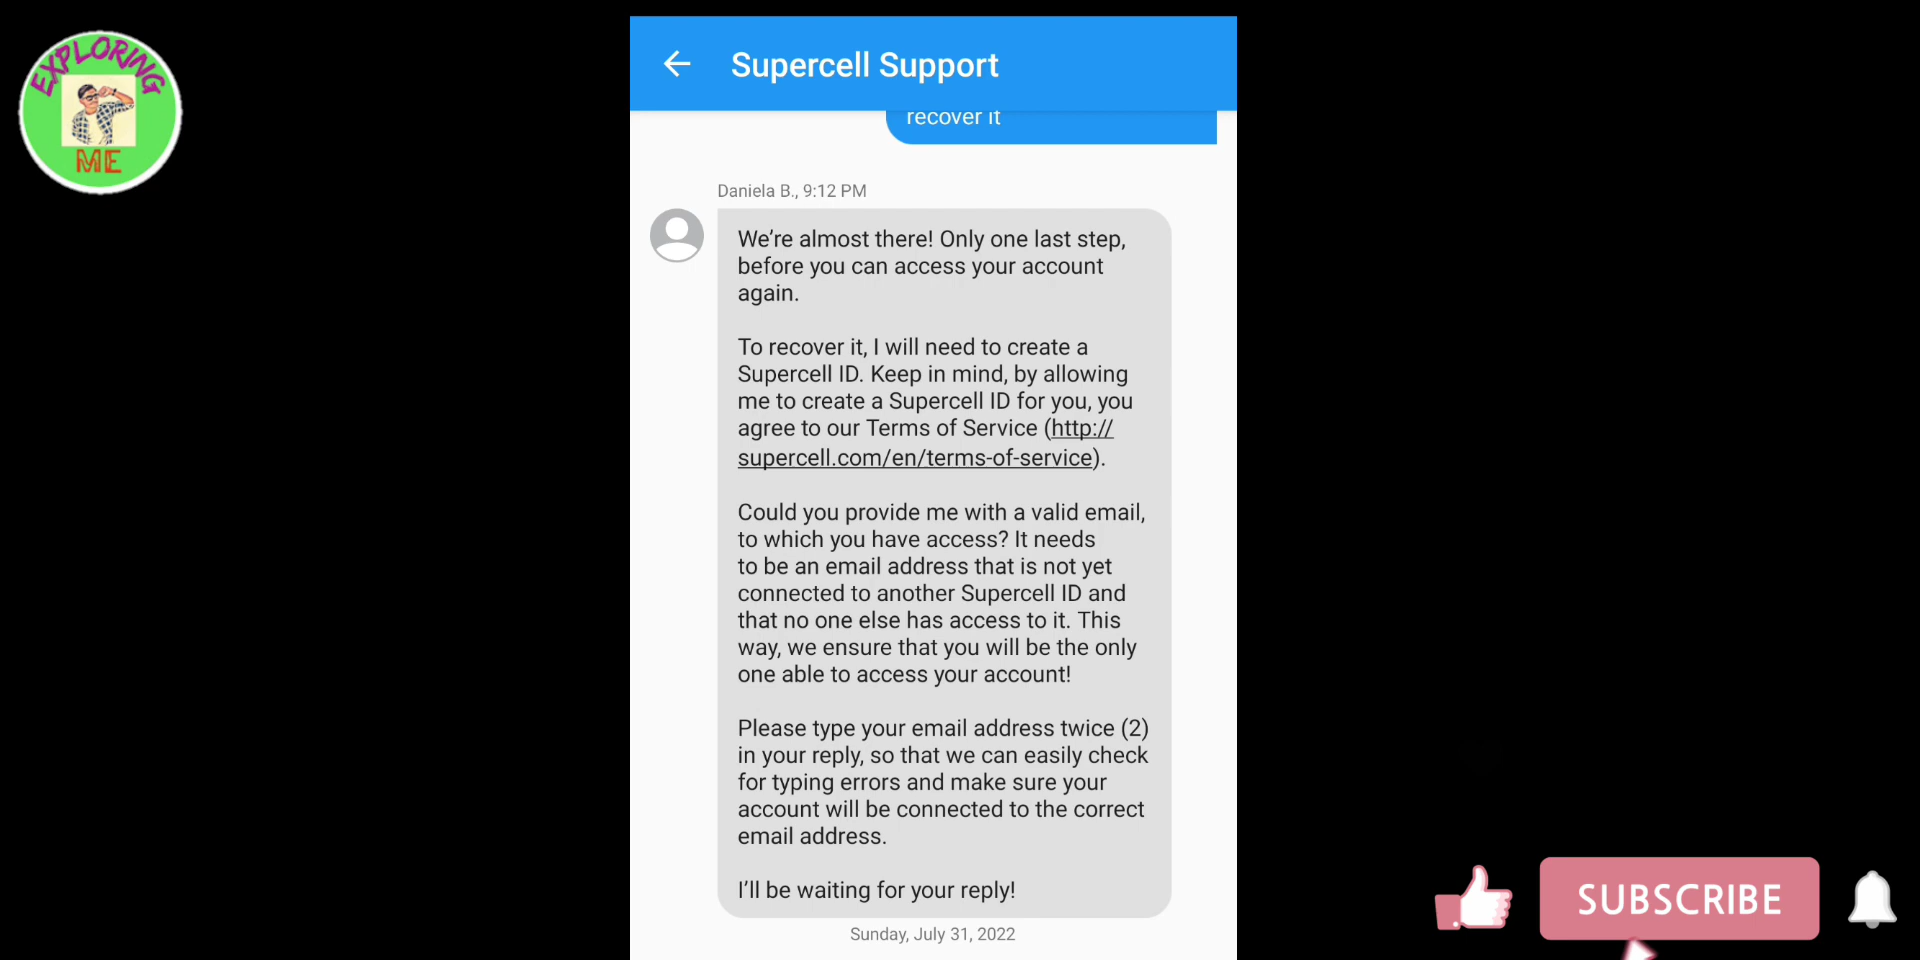 EXPLORING
ME
Supercell Support
recover it
Daniela B., 9:12 PM
We’re almost there! Only one last step,
before you can access your account
again.
To recover it, I will need to create a
Supercell ID. Keep in mind, by allowing
me to create a Supercell ID for you, you
agree to our Terms of Service (http://
supercell.com/en/terms-of-service).
Could you provide me with a valid email,
to which you have access? It needs
to be an email address that is not yet
connected to another Supercell ID and
that no one else has access to it. This
way, we ensure that you will be the only
one able to access your account!
Please type your email address twice (2)
in your reply, so that we can easily check
for typing errors and make sure your
account will be connected to the correct
email address.
I’ll be waiting for your reply!
Sunday, July 31, 2022
SUBSCRIBE